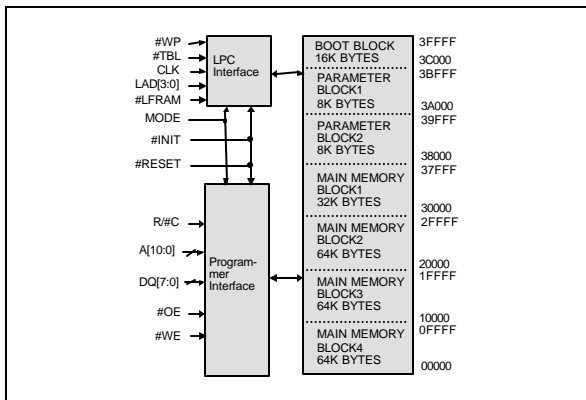 #WP
#TBL
CLK
LAD[3:0]
#LFRAM
MODE
#INIT
#RESET
R/#C
A[10:0]
DQ[7:0]
#OE
#WE
LPC
Interface
Program-
mer
Interface
BOOT BLOCK
16K BYTES
PARAMETER
BLOCK1
8K BYTES
PARAMETER
BLOCK2
8K BYTES
MAIN MEMORY
BLOCK1
32K BYTES
MAIN MEMORY
BLOCK2
64K BYTES
MAIN MEMORY
BLOCK3
64K BYTES
MAIN MEMORY
BLOCK4
64K BYTES
3FFFF
3C000
3BFFF
3A000
39FFF
38000
37FFF
30000
2FFFF
20000
1FFFF
10000
0FFFF
00000